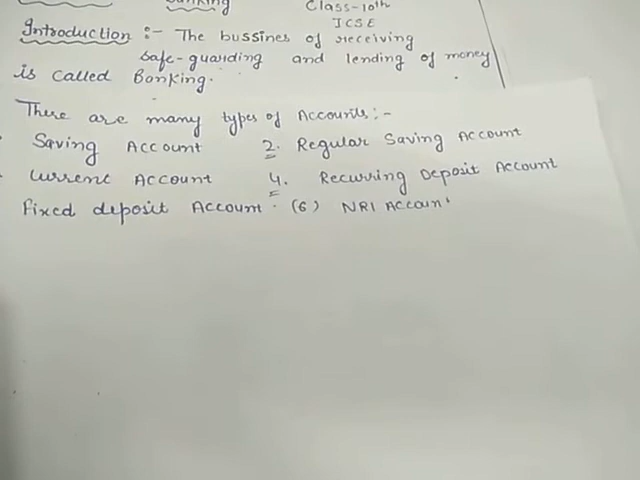 Banking
Class-10th
ICSE
Introduction :- The bussines of receiving
safe-guarding and lending of money
is called Banking.
There are many types of Accounts :-
Saving Account 2. Regular Saving Account
Current Account 4. Recurring Deposit Account
Fixed deposit Account. (6) NRI Account